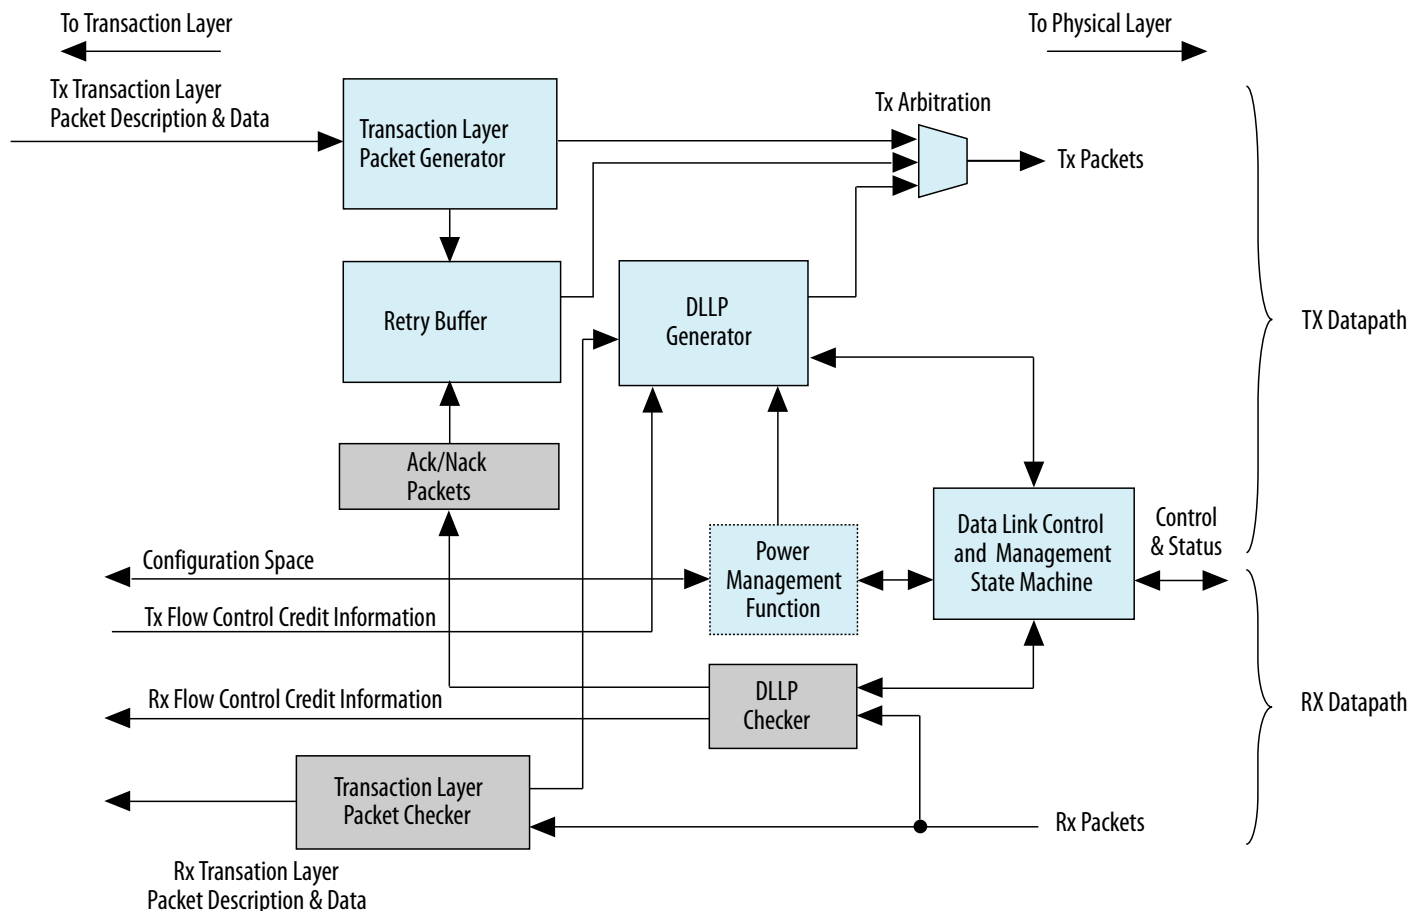 To Transaction Layer
To Physical Layer
Tx Transaction Layer
Packet Description & Data
Tx Arbitration
Transaction Layer
Packet Generator
Tx Packets
Retry Buffer
DLLP
Generator
TX Datapath
Ack/Nack
Packets
Configuration Space
Power
Management
Function
Data Link Control
and Management
State Machine
Control
& Status
Tx Flow Control Credit Information
Rx Flow Control Credit Information
DLLP
Checker
RX Datapath
Transaction Layer
Packet Checker
Rx Packets
Rx Transation Layer
Packet Description & Data